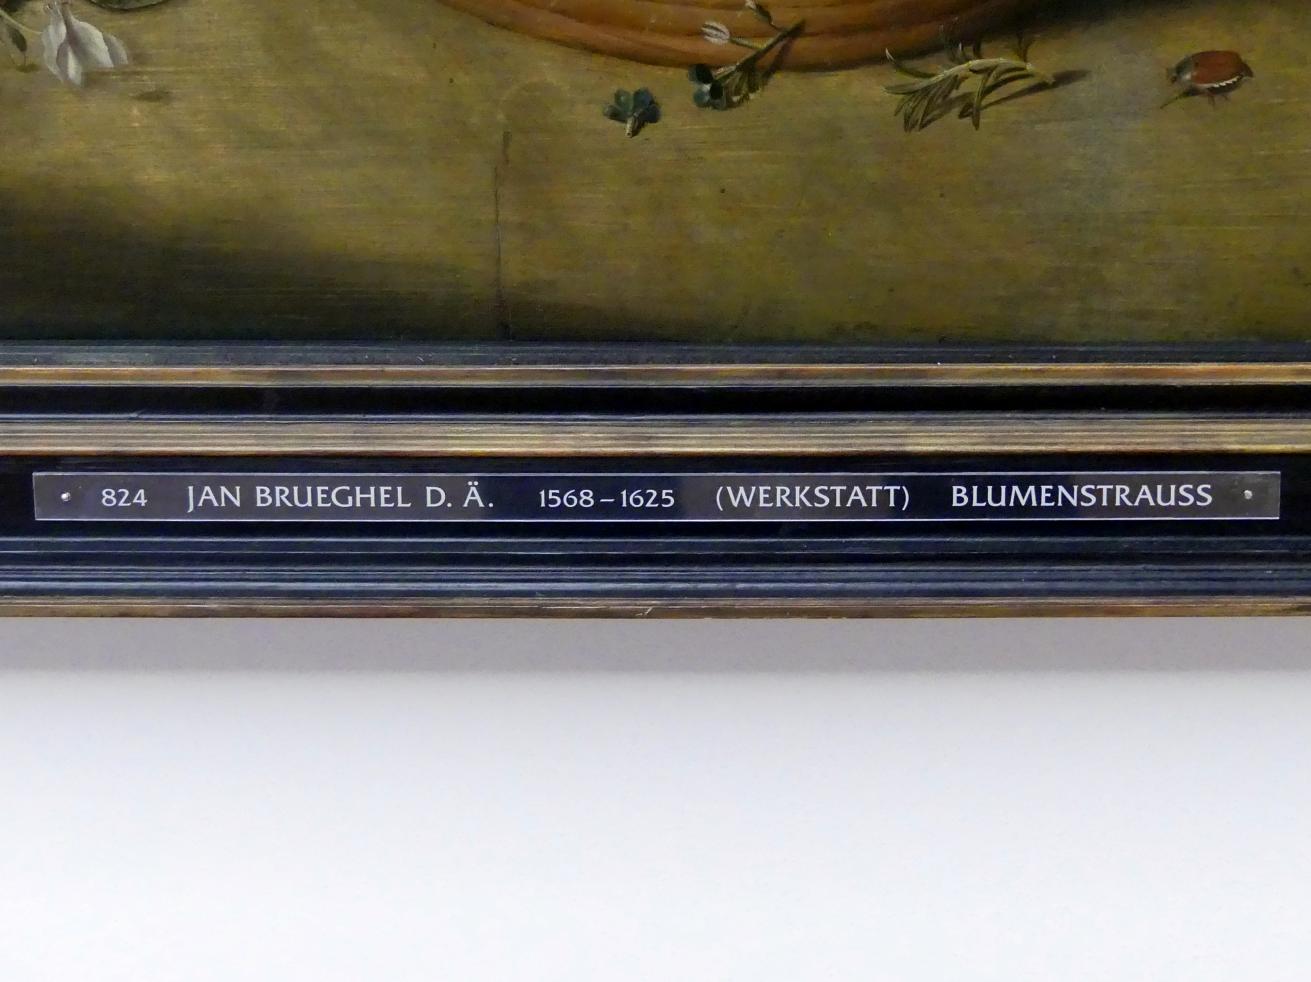 824 JAN BRUEGHEL D. Ä. 1568–1625 (WERKSTATT) BLUMENSTRAUSS